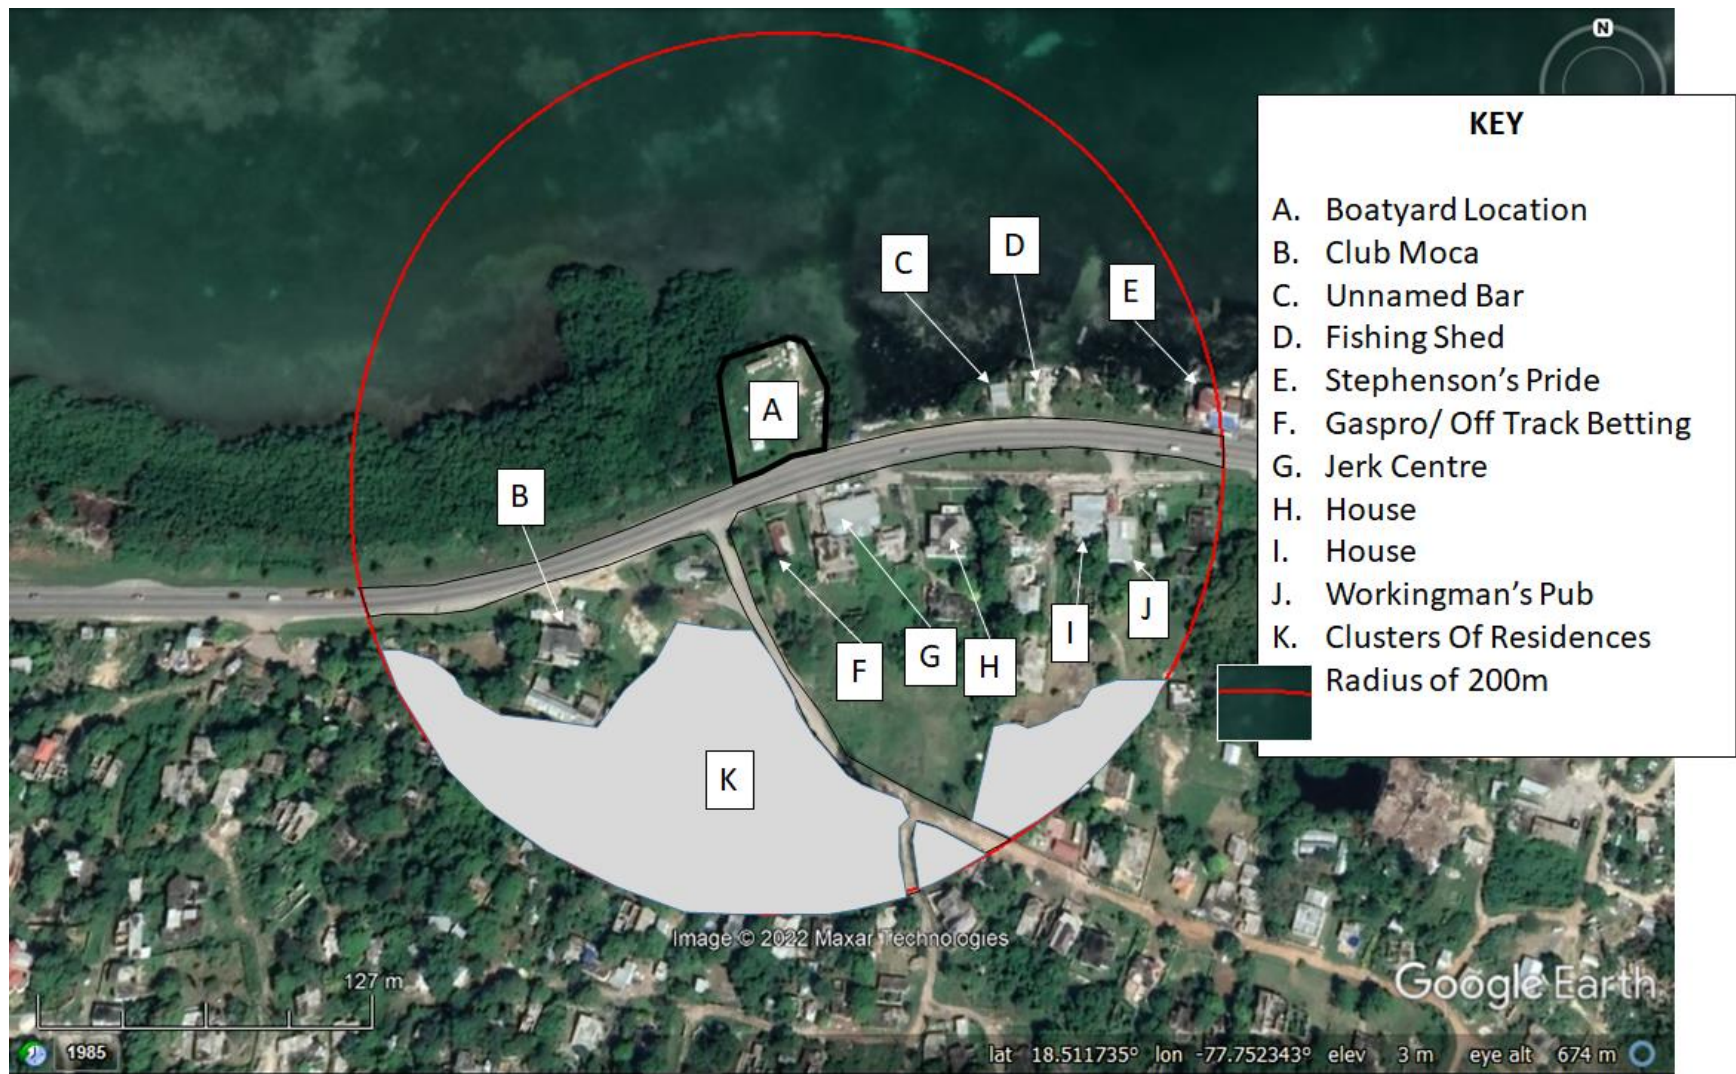 N
KEY
A. Boatyard Location
B. Club Moca
C. Unnamed Bar
D. Fishing Shed
E. Stephenson's Pride
F. Gaspro/ Off Track Betting
G. Jerk Centre
H. House
I. House
J. Workingman's Pub
K. Clusters Of Residences
Radius of 200m
C
D
E
A
B
F
G
H
I
J
K
Image © 2022 Maxar Technologies
127 m
Google Earth
1985
lat 18.511735° lon -77.752343° elev 3 m eye alt 674 m